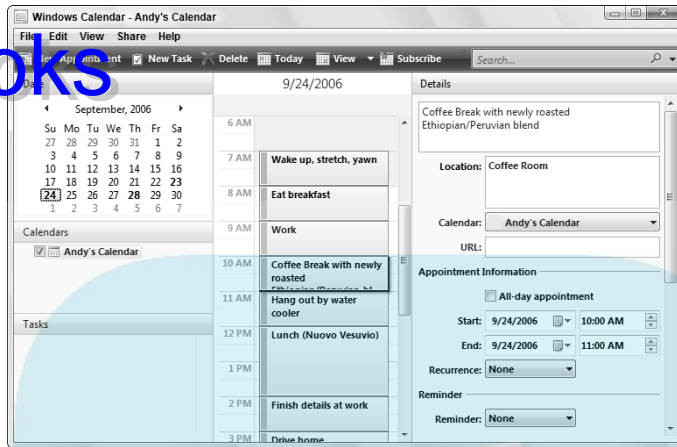 Windows Calendar - Andy's Calendar
File Edit View Share Help
oks
New Appointment New Task Delete Today View Subscribe Search...
Date 9/24/2006 Details
September, 2006
Su Mo Tu We Th Fr Sa
27 28 29 30 31 1 2
3 4 5 6 7 8 9
10 11 12 13 14 15 16
17 18 19 20 21 22 23
24 25 26 27 28 29 30
1 2 3 4 5 6 7
Calendars
Andy's Calendar
Tasks
6 AM
7 AM Wake up, stretch, yawn
8 AM Eat breakfast
9 AM Work
10 AM Coffee Break with newly
roasted
Ethiopian/Peruvian bl
11 AM Hang out by water
cooler
12 PM Lunch (Nuovo Vesuvio)
1 PM
2 PM Finish details at work
3 PM Drive home
Coffee Break with newly roasted
Ethiopian/Peruvian blend
Location: Coffee Room
Calendar: Andy's Calendar
URL:
Appointment Information
All-day appointment
Start: 9/24/2006 10:00 AM
End: 9/24/2006 11:00 AM
Recurrence: None
Reminder
Reminder: None